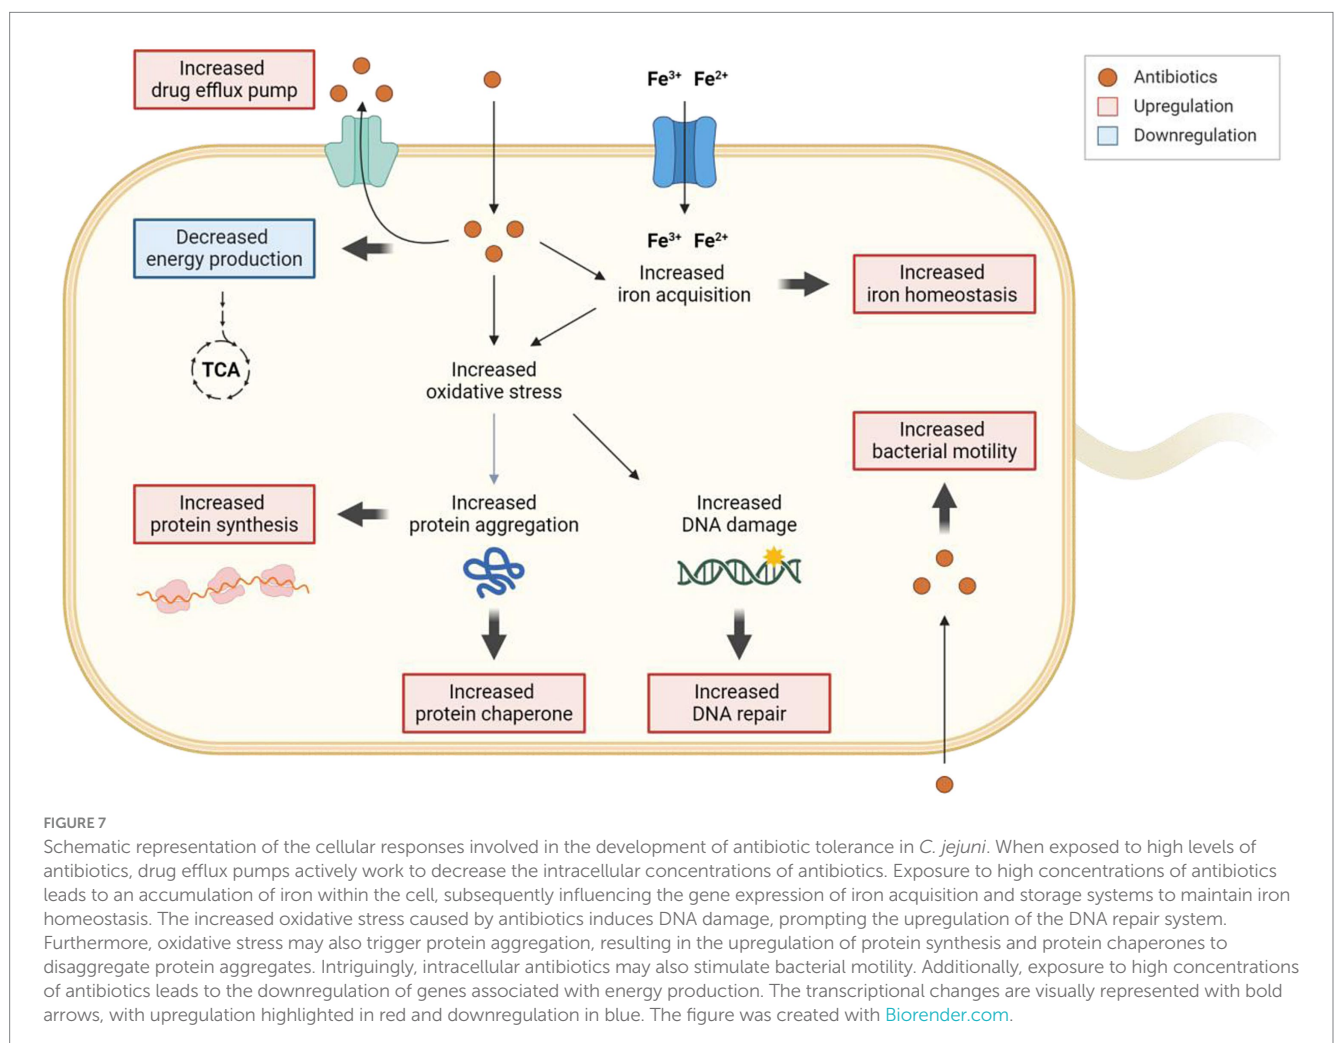 Increased
drug efflux pump
Fe³⁺ Fe²⁺
Antibiotics
Upregulation
Downregulation
Decreased
energy production
Fe³⁺ Fe²⁺
Increased
iron acquisition
Increased
iron homeostasis
TCA
Increased
oxidative stress
Increased
bacterial motility
Increased
protein synthesis
Increased
protein aggregation
Increased
DNA damage
Increased
protein chaperone
Increased
DNA repair
FIGURE 7
Schematic representation of the cellular responses involved in the development of antibiotic tolerance in C. jejuni. When exposed to high levels of
antibiotics, drug efflux pumps actively work to decrease the intracellular concentrations of antibiotics. Exposure to high concentrations of antibiotics
leads to an accumulation of iron within the cell, subsequently influencing the gene expression of iron acquisition and storage systems to maintain iron
homeostasis. The increased oxidative stress caused by antibiotics induces DNA damage, prompting the upregulation of the DNA repair system.
Furthermore, oxidative stress may also trigger protein aggregation, resulting in the upregulation of protein synthesis and protein chaperones to
disaggregate protein aggregates. Intriguingly, intracellular antibiotics may also stimulate bacterial motility. Additionally, exposure to high concentrations
of antibiotics leads to the downregulation of genes associated with energy production. The transcriptional changes are visually represented with bold
arrows, with upregulation highlighted in red and downregulation in blue. The figure was created with Biorender.com.